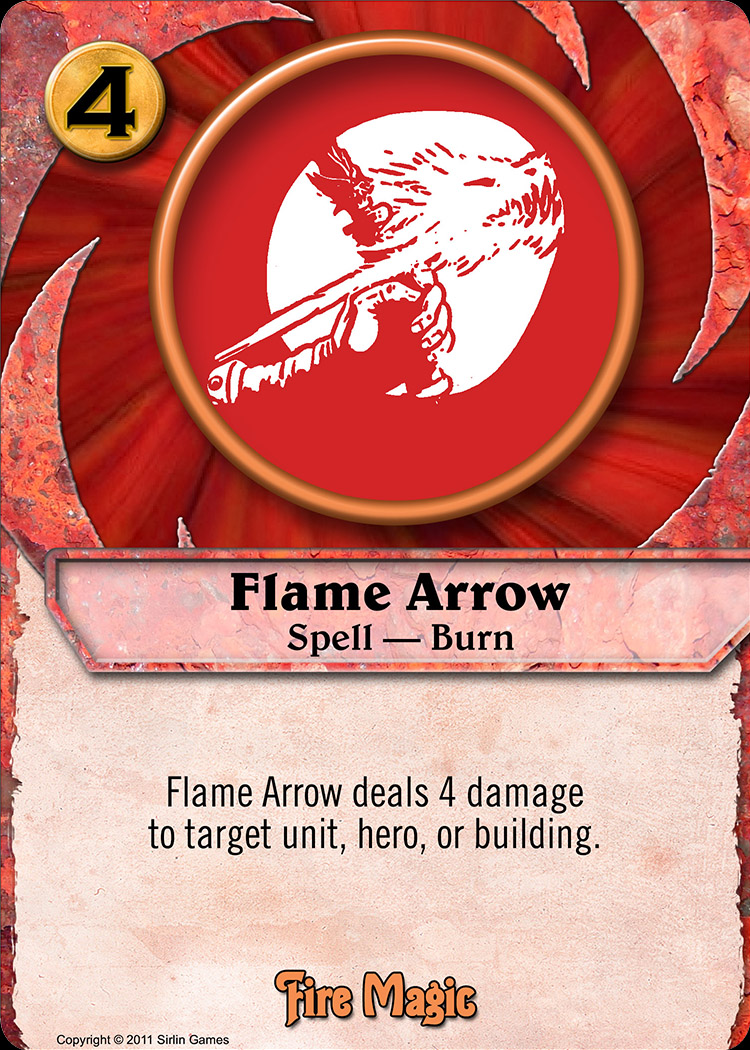 4
Flame Arrow
Spell — Burn
Flame Arrow deals 4 damage
to target unit, hero, or building.
Fire Magic
Copyright © 2011 Sirlin Games